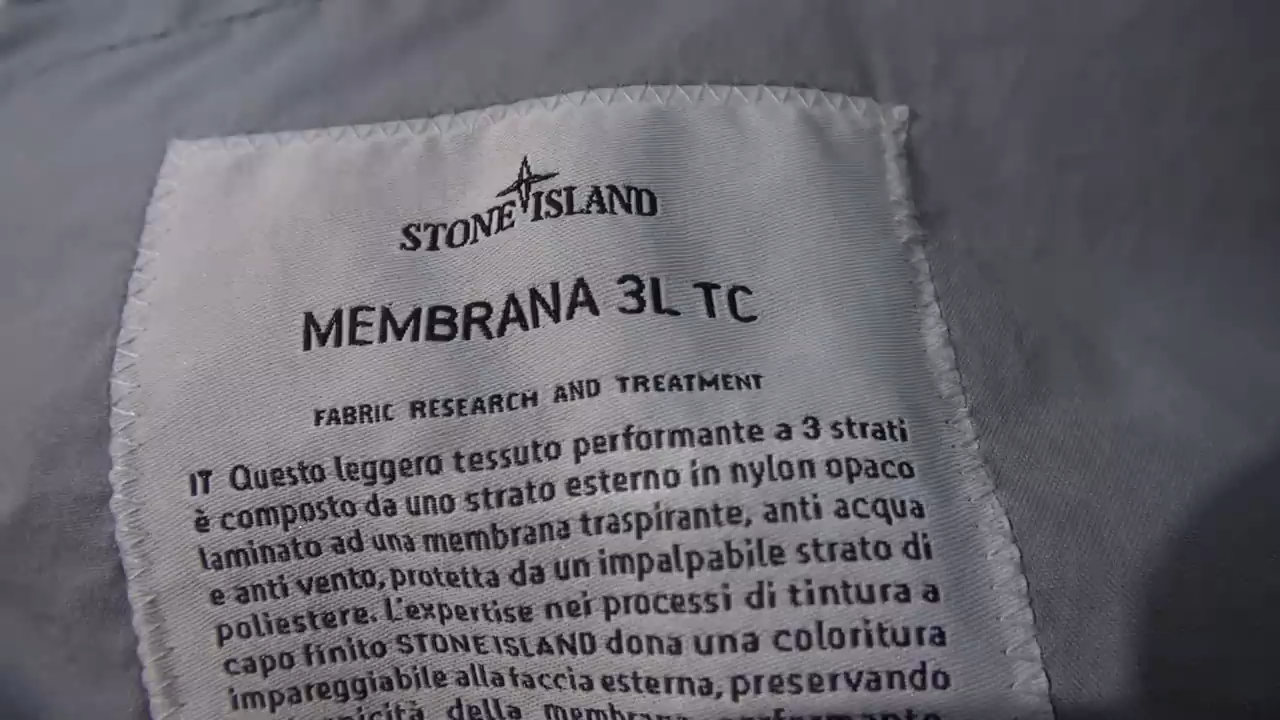 STONE ISLAND
MEMBRANA 3L TC
FABRIC RESEARCH AND TREATMENT
IT Questo leggero tessuto performante a 3 strati
è composto da uno strato esterno in nylon opaco
laminato ad una membrana traspirante, anti acqua
e anti vento, protetta da un impalpabile strato di
poliestere. L'expertise nei processi di tintura a
capo finito STONE ISLAND dona una coloritura
impareggiabile alla faccia esterna, preservando
della